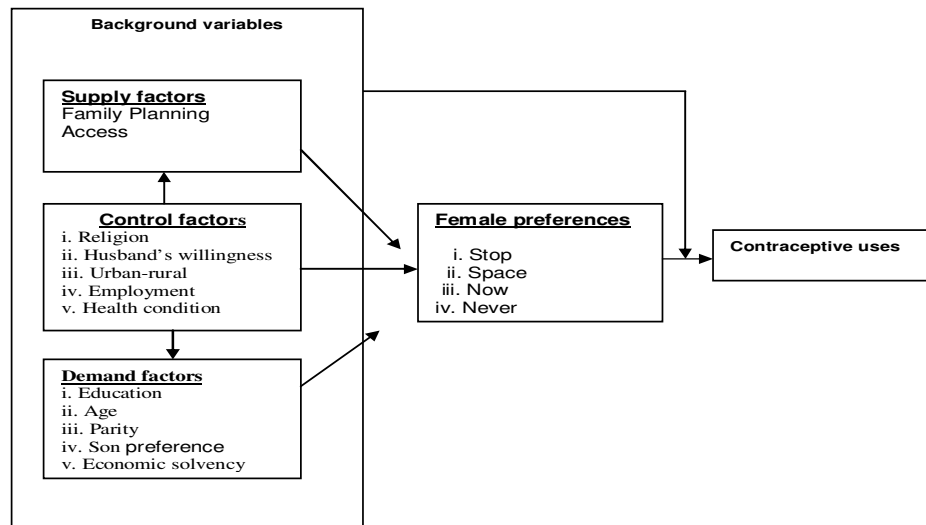 Background variables
Supply factors
Family Planning
Access
Control factors
i. Religion
ii. Husband's willingness
iii. Urban-rural
iv. Employment
v. Health condition
Demand factors
i. Education
ii. Age
iii. Parity
iv. Son preference
v. Economic solvency
Female preferences
i. Stop
ii. Space
iii. Now
iv. Never
Contraceptive uses